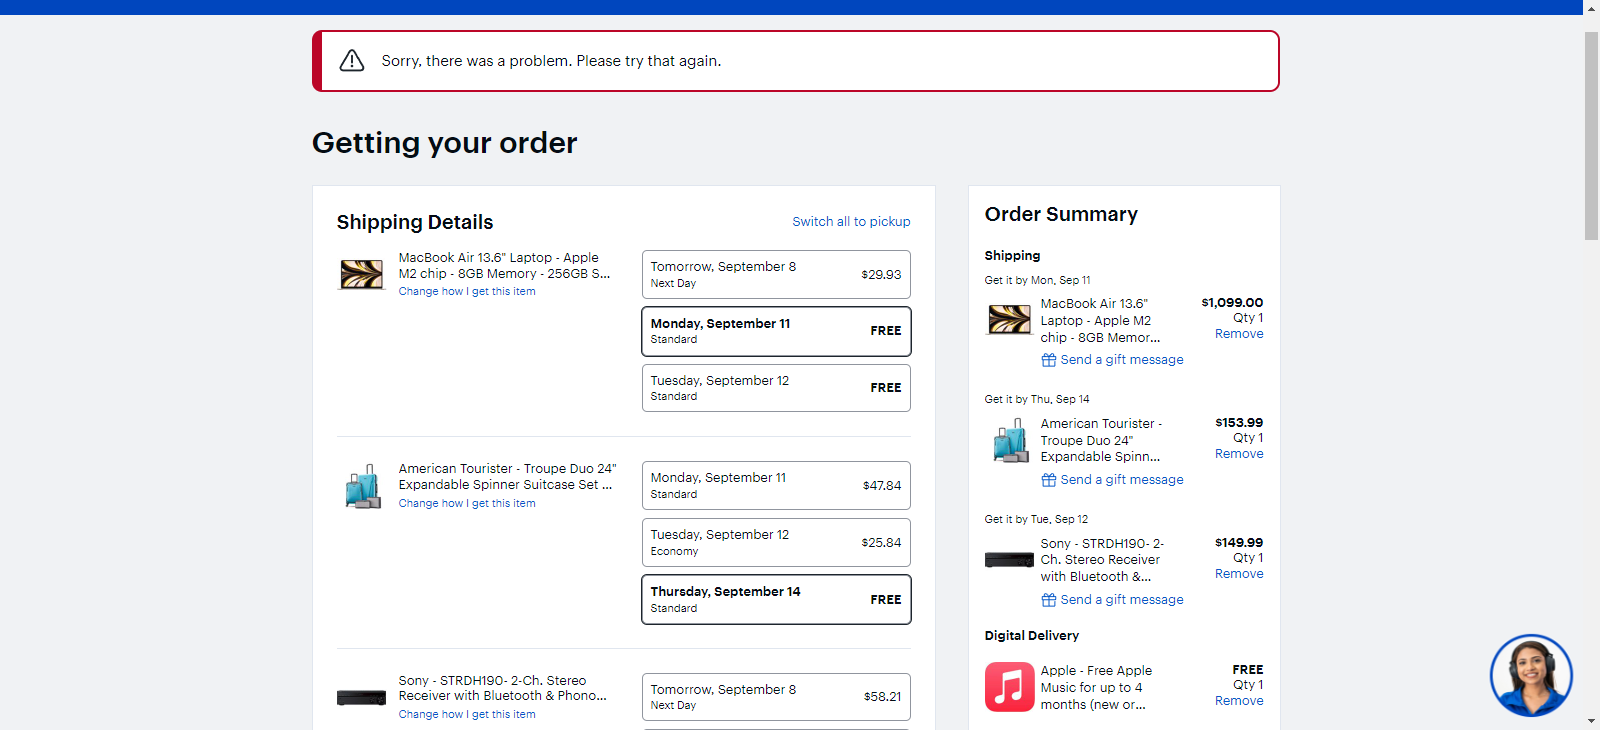 Sorry, there was a problem. Please try that again.
Getting your order
Shipping Details
Switch all to pickup
MacBook Air 13.6" Laptop - Apple
M2 chip - 8GB Memory - 256GB S...
Change how I get this item
Tomorrow, September 8
Next Day
$29.93
Monday, September 11
Standard
FREE
Tuesday, September 12
Standard
FREE
American Tourister - Troupe Duo 24"
Expandable Spinner Suitcase Set ...
Change how I get this item
Monday, September 11
Standard
$47.84
Tuesday, September 12
Economy
$25.84
Thursday, September 14
Standard
FREE
Sony - STRDH190- 2-Ch. Stereo
Receiver with Bluetooth & Phono...
Change how I get this item
Tomorrow, September 8
Next Day
$58.21
Order Summary
Shipping
Get it by Mon, Sep 11
MacBook Air 13.6"
Laptop - Apple M2
chip - 8GB Memor...
$1,099.00
Qty 1
Remove
Send a gift message
Get it by Thu, Sep 14
American Tourister -
Troupe Duo 24"
Expandable Spinn...
$153.99
Qty 1
Remove
Send a gift message
Get it by Tue, Sep 12
Sony - STRDH190- 2-
Ch. Stereo Receiver
with Bluetooth &...
$149.99
Qty 1
Remove
Send a gift message
Digital Delivery
Apple - Free Apple
Music for up to 4
months (new or...
FREE
Qty 1
Remove